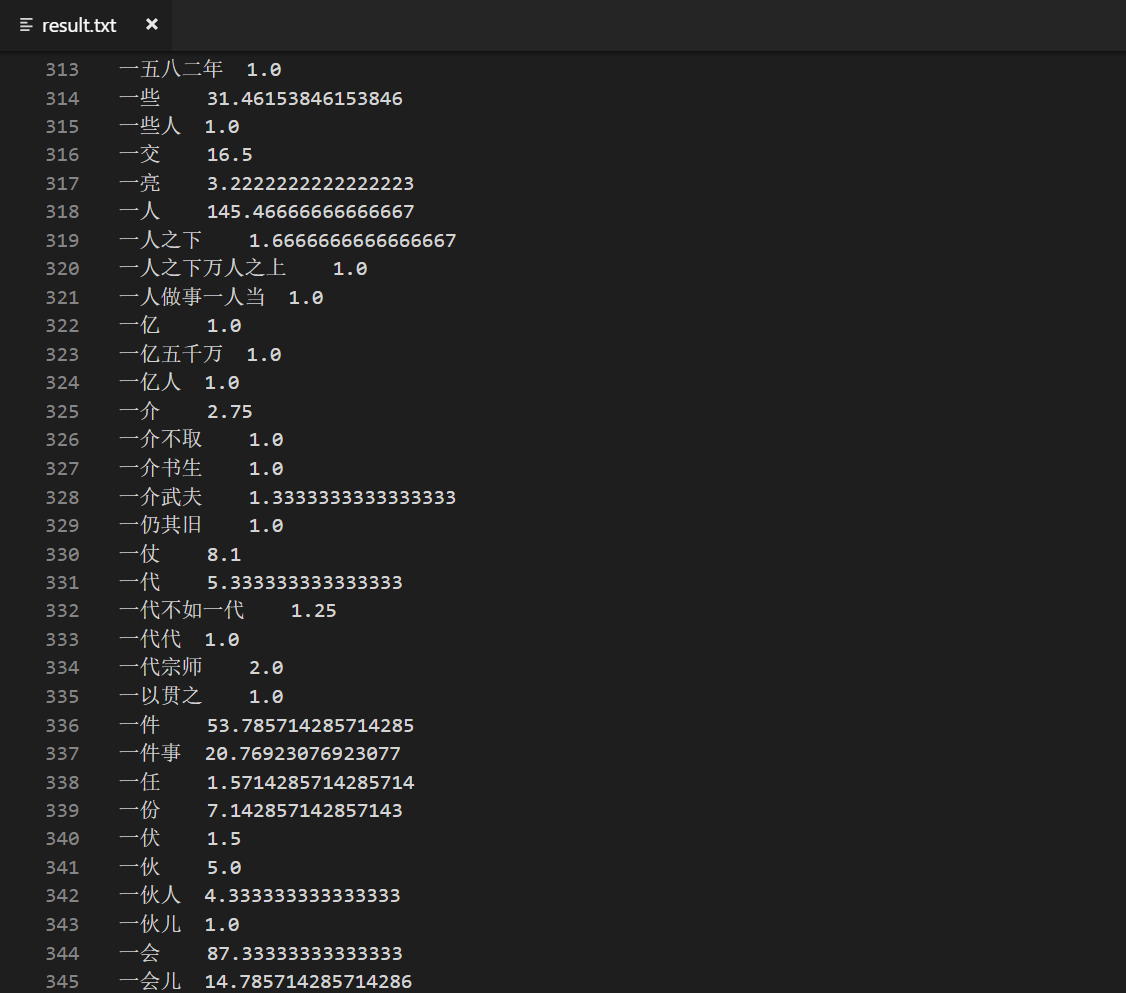 result.txt ×
313 一五八二年 1.0
314 一些 31.46153846153846
315 一些人 1.0
316 一交 16.5
317 一亮 3.2222222222222223
318 一人 145.46666666666667
319 一人之下 1.6666666666666667
320 一人之下万人之上 1.0
321 一人做事一人当 1.0
322 一亿 1.0
323 一亿五千万 1.0
324 一亿人 1.0
325 一介 2.75
326 一介不取 1.0
327 一介书生 1.0
328 一介武夫 1.3333333333333333
329 一仍其旧 1.0
330 一仗 8.1
331 一代 5.333333333333333
332 一代不如一代 1.25
333 一代代 1.0
334 一代宗师 2.0
335 一以贯之 1.0
336 一件 53.785714285714285
337 一件事 20.76923076923077
338 一任 1.5714285714285714
339 一份 7.142857142857143
340 一伏 1.5
341 一伙 5.0
342 一伙人 4.333333333333333
343 一伙儿 1.0
344 一会 87.33333333333333
345 一会儿 14.785714285714286